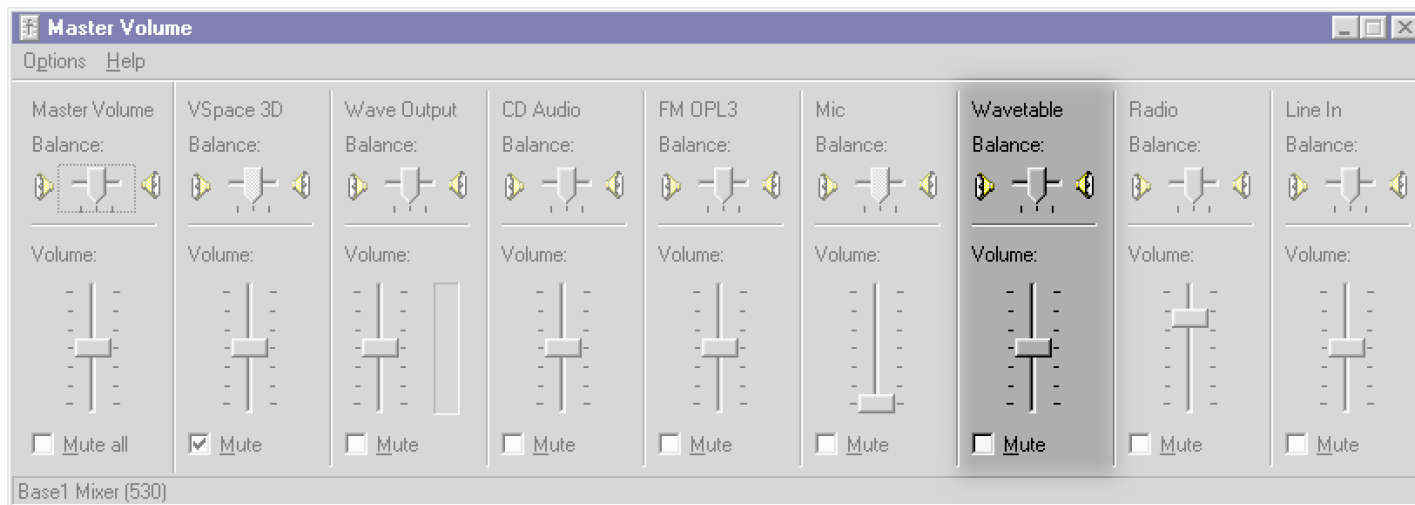 Master Volume
Options Help
Master Volume VSpace 3D Wave Output CD Audio FM OPL3 Mic Wavetable Radio Line In
Balance: Balance: Balance: Balance: Balance: Balance: Balance: Balance: Balance:
Volume: Volume: Volume: Volume: Volume: Volume: Volume: Volume: Volume:
Mute all Mute Mute Mute Mute Mute Mute Mute Mute
Base1 Mixer (530)